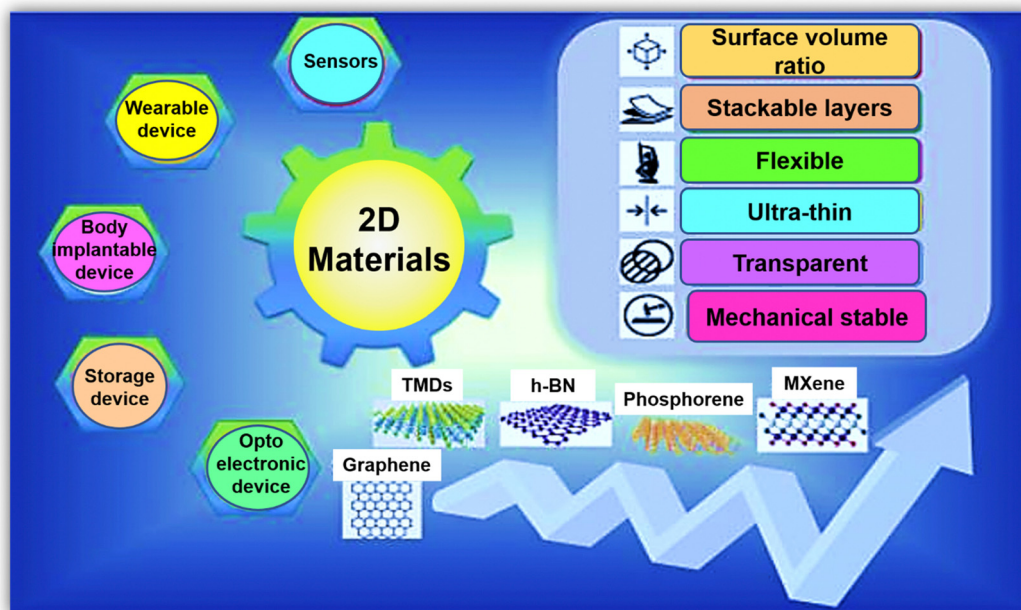 Sensors
Wearable
device
Body
implantable
device
Storage
device
Opto
electronic
device
2D
Materials
Surface volume
ratio
Stackable layers
Flexible
Ultra-thin
Transparent
Mechanical stable
Graphene
TMDs
h-BN
Phosphorene
MXene